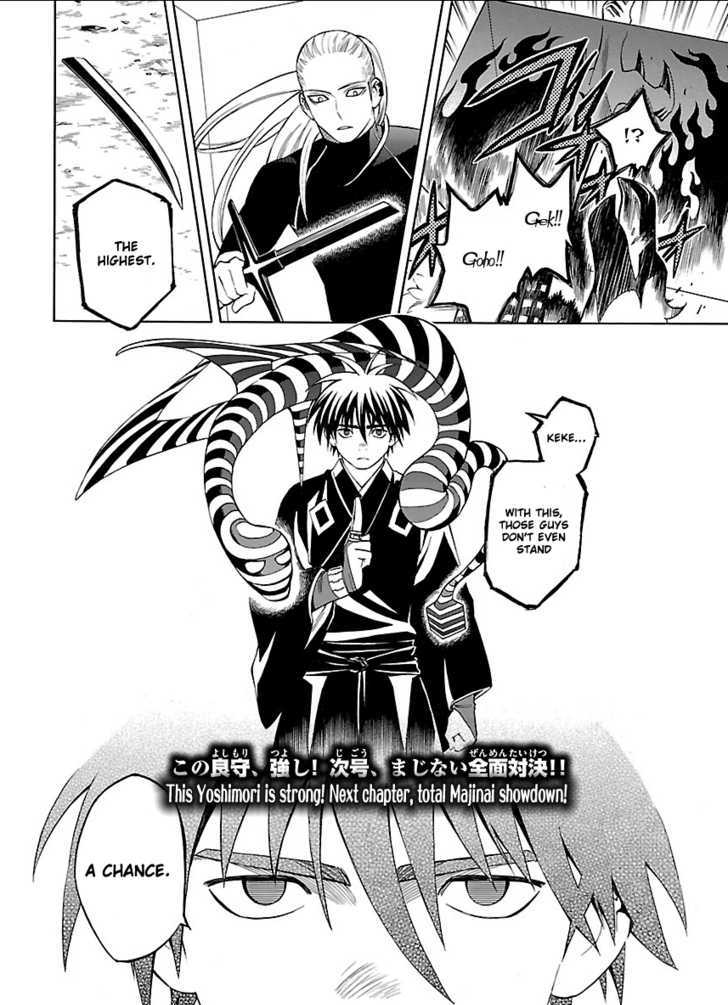 !?
Gek!!
Goho!!
THE
HIGHEST.
KEKE...
WITH THIS,
THOSE GUYS
DON'T EVEN
STAND
この良守、強し! 次号、まじない全面対決!!
This Yoshimori is strong! Next chapter, total Majinai showdown!
A CHANCE.